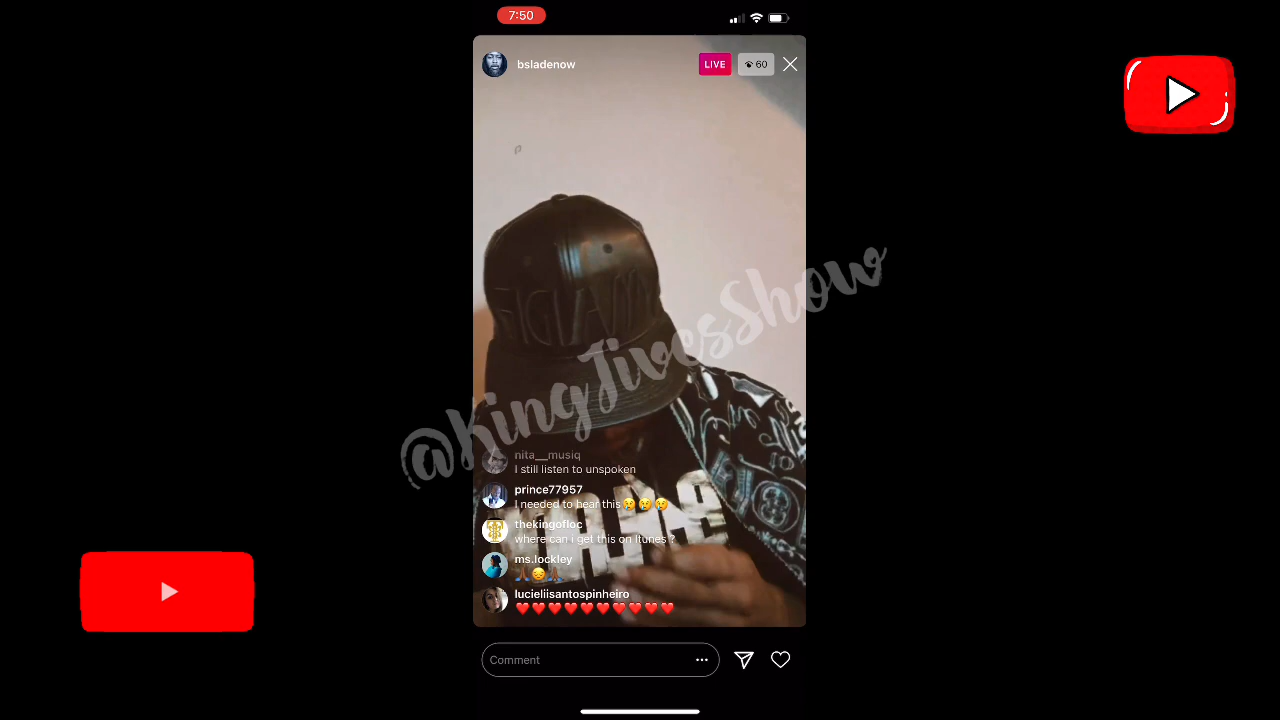 7:50
bsladenow
LIVE
60
@KingJivesShow
nita__musiq
I still listen to unspoken
prince77957
I needed to hear this 😢 😢 😢
thekingofloc
where can i get this on Itunes ?
ms.lockley
🙏🏾😔🙏🏾
lucieliisantospinheiro
❤️❤️❤️❤️❤️❤️❤️❤️❤️❤️
Comment